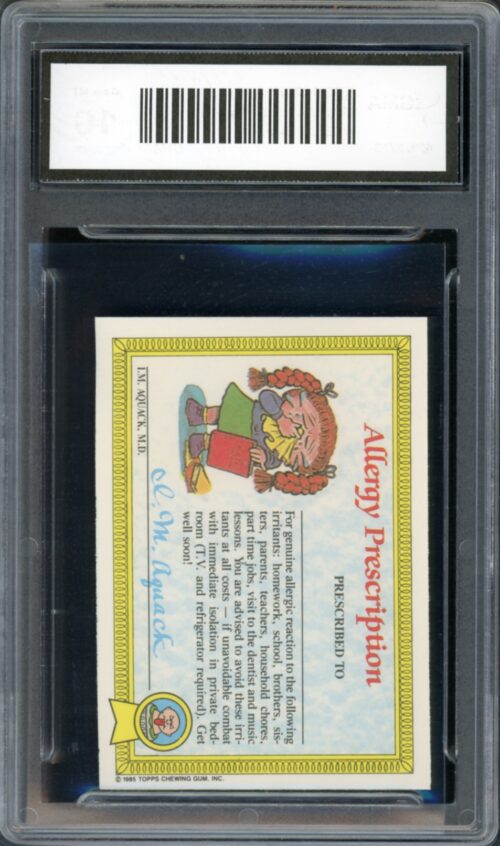 Allergy Prescription
PRESCRIBED TO
For genuine allergic reaction to the following
irritants: homework, school, brothers, sis-
ters, parents, teachers, household chores,
part time jobs, visit to the dentist and music
lessons. You are advised to avoid these irri-
tants at all costs — if unavoidable combat
with immediate isolation in private bed-
room (T.V. and refrigerator required). Get
well soon!
I.M. Aquack
I.M. AQUACK, M.D.
© 1985 TOPPS CHEWING GUM, INC.